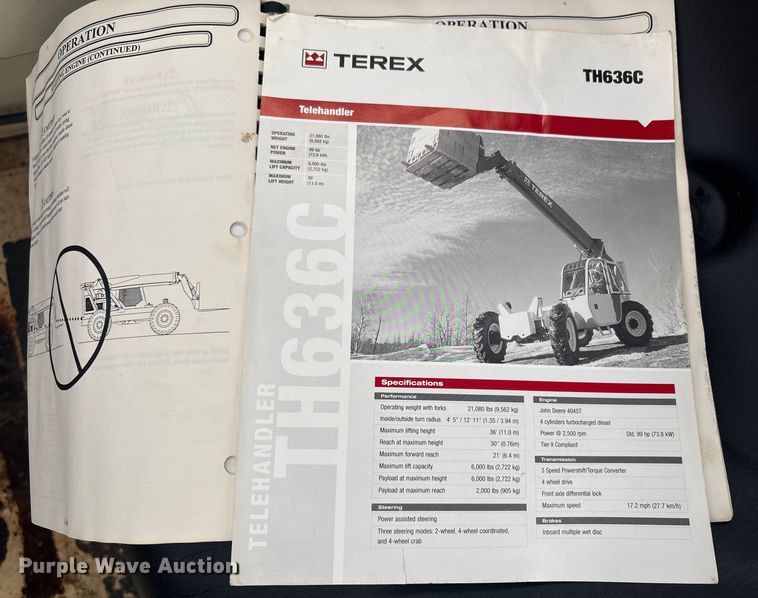 OPERATION
ENGINE (CONTINUED)
OPERATION
TEREX
TH636C
Telehandler
OPERATING WEIGHT 21,080 lbs (9,562 kg)
NET ENGINE POWER 99 hp (73.8 kW)
MAXIMUM LIFT CAPACITY 6,000 lbs (2,722 kg)
MAXIMUM LIFT HEIGHT 36' (11.0 m)
TEREX
TELEHANDLER
TH636C
Specifications
Performance
Operating weight with forks 21,080 lbs (9,562 kg)
Inside/outside turn radius 4' 5" / 12' 11" (1.35 / 3.94 m)
Maximum lifting height 36' (11.0 m)
Reach at maximum height 30" (0.76m)
Maximum forward reach 21' (6.4 m)
Maximum lift capacity 6,000 lbs (2,722 kg)
Payload at maximum height 6,000 lbs (2,722 kg)
Payload at maximum reach 2,000 lbs (905 kg)
Steering
Power assisted steering
Three steering modes: 2-wheel, 4-wheel coordinated,
and 4-wheel crab
Engine
John Deere 4045T
4 cylinders turbocharged diesel
Power @ 2,500 rpm Std. 99 hp (73.8 kW)
Tier II Compliant
Transmission
3 Speed Powershift/Torque Converter
4 wheel drive
Front axle differential lock
Maximum speed 17.2 mph (27.7 km/h)
Brakes
Inboard multiple wet disc
Purple Wave Auction